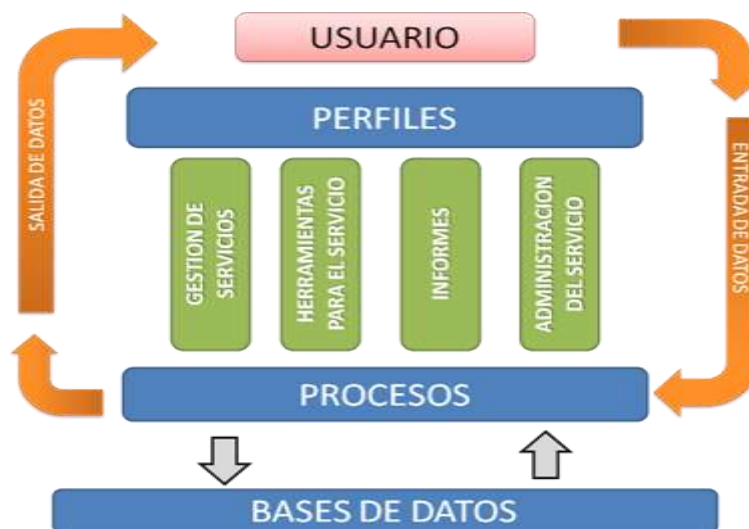 USUARIO
PERFILES
SALIDA DE DATOS
GESTION DE
SERVICIOS
HERRAMIENTAS
PARA EL SERVICIO
INFORMES
ADMINISTRACION
DEL SERVICIO
ENTRADA DE DATOS
PROCESOS
BASES DE DATOS